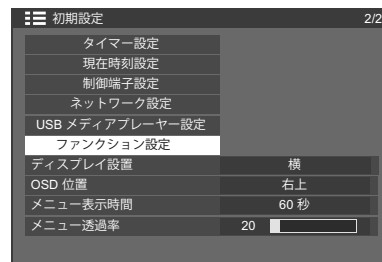 初期設定 2/2
タイマー設定
現在時刻設定
制御端子設定
ネットワーク設定
USB メディアプレーヤー設定
ファンクション設定
ディスプレイ設置 横
OSD 位置 右上
メニュー表示時間 60 秒
メニュー透過率 20